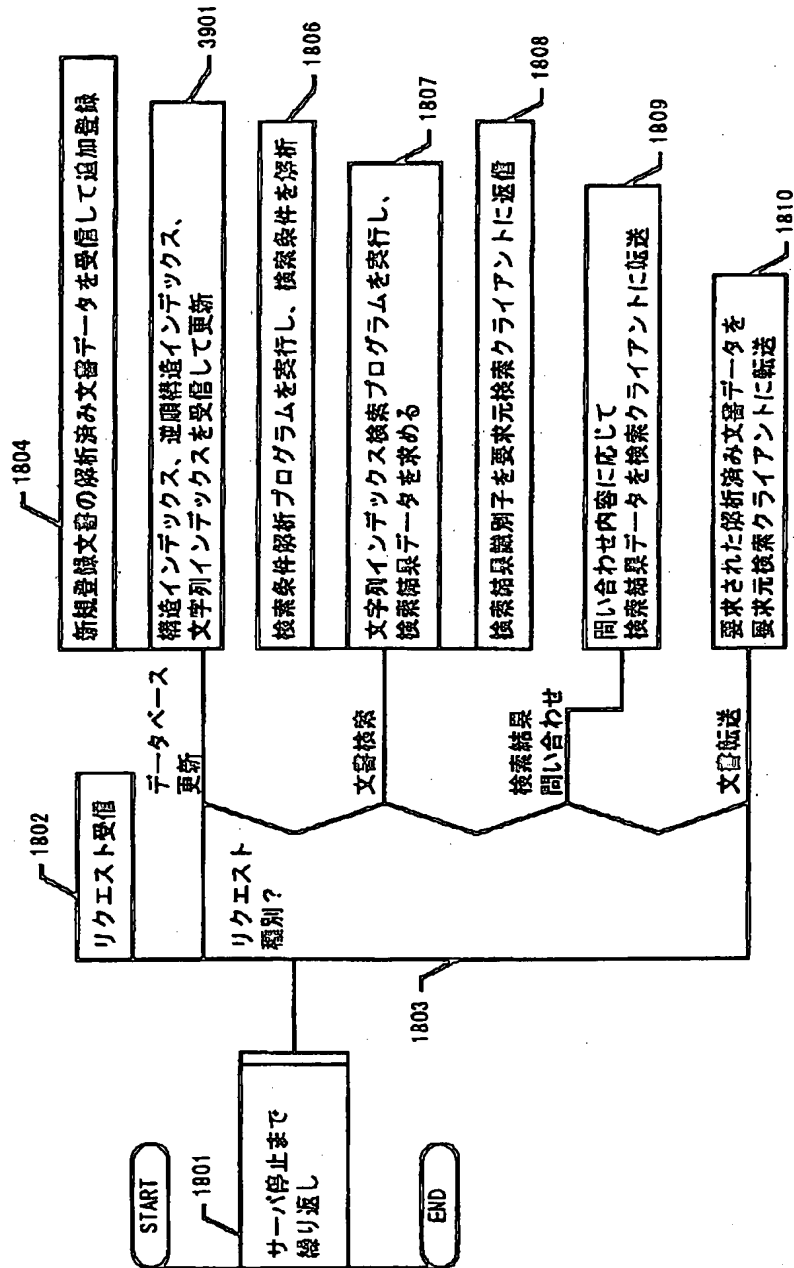 START
1801
サーバ停止まで
繰り返し
END
1802
リクエスト受信
1803
リクエスト
種別?
データベース
更新
1804
新規登録文書の解析済み文書データを受信して追加登録
3901
構造インデックス、逆順構造インデックス、
文字列インデックスを受信して更新
文書検索
1806
検索条件解析プログラムを実行し、検索条件を解析
1807
文字列インデックス検索プログラムを実行し、
検索結果データを求める
1808
検索結果識別子を要求元検索クライアントに返信
検索結果
問い合わせ
1809
問い合わせ内容に応じて
検索結果データを検索クライアントに転送
文書転送
1810
要求された解析済み文書データを
要求元検索クライアントに転送